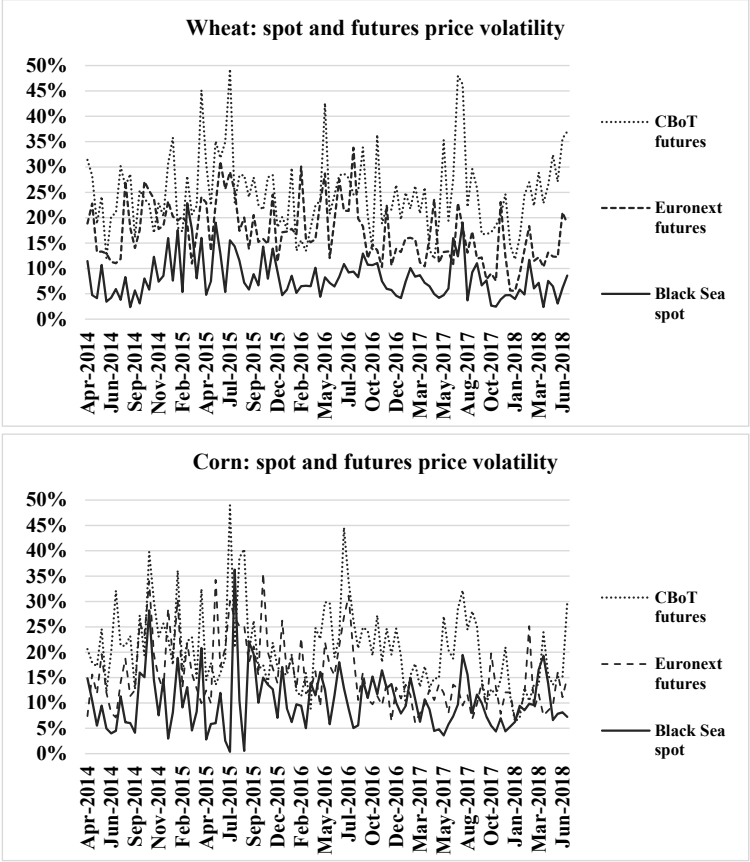 Wheat: spot and futures price volatility
50%
45%
40%
35%
30%
25%
20%
15%
10%
5%
0%
Apr-2014
Jun-2014
Sep-2014
Nov-2014
Feb-2015
Apr-2015
Jul-2015
Sep-2015
Dec-2015
Feb-2016
May-2016
Jul-2016
Oct-2016
Dec-2016
Mar-2017
May-2017
Aug-2017
Oct-2017
Jan-2018
Mar-2018
Jun-2018
CBoT
futures
Euronext
futures
Black Sea
spot
Corn: spot and futures price volatility
50%
45%
40%
35%
30%
25%
20%
15%
10%
5%
0%
Apr-2014
Jun-2014
Sep-2014
Nov-2014
Feb-2015
Apr-2015
Jul-2015
Sep-2015
Dec-2015
Feb-2016
May-2016
Jul-2016
Oct-2016
Dec-2016
Mar-2017
May-2017
Aug-2017
Oct-2017
Jan-2018
Mar-2018
Jun-2018
CBoT
futures
Euronext
futures
Black Sea
spot